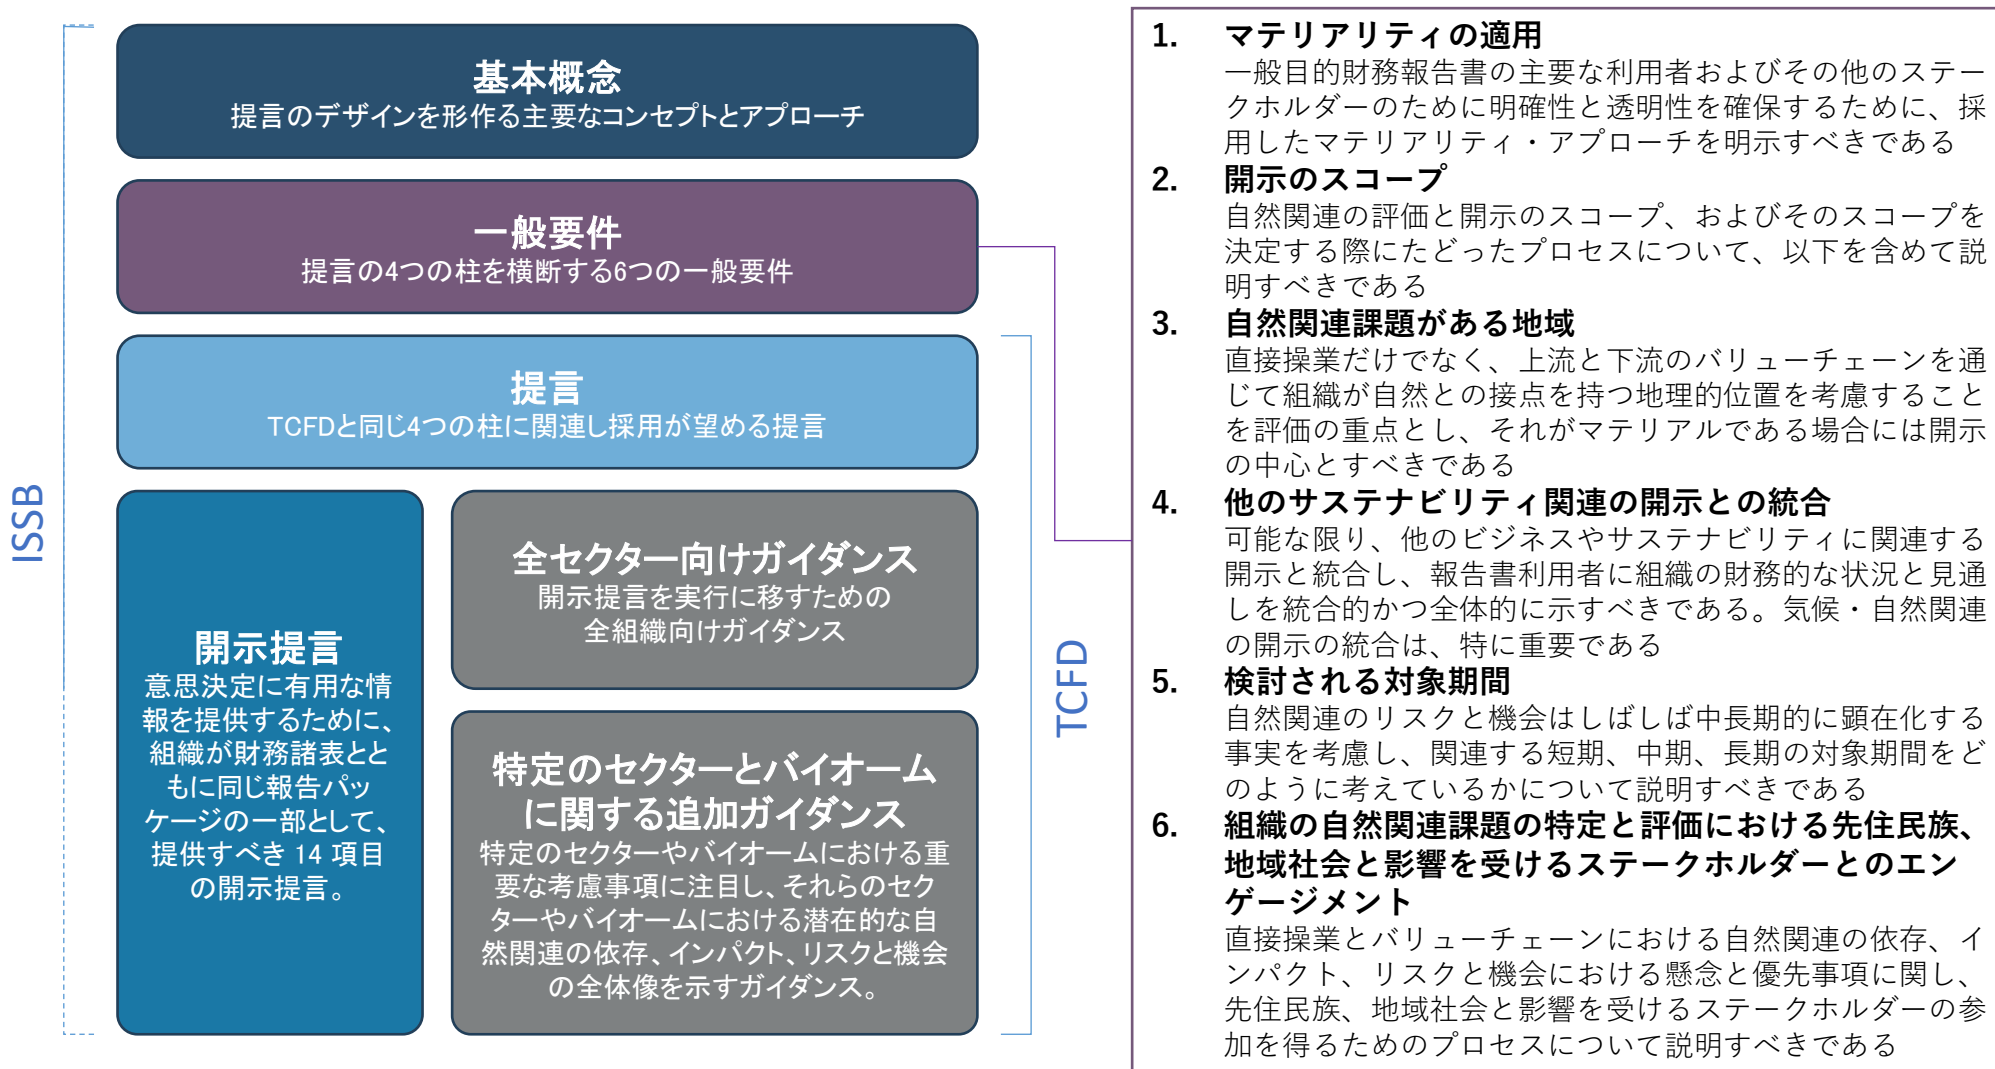 ISSB
基本概念
提言のデザインを形作る主要なコンセプトとアプローチ
一般要件
提言の4つの柱を横断する6つの一般要件
提言
TCFDと同じ4つの柱に関連し採用が望める提言
開示提言
意思決定に有用な情
報を提供するために、
組織が財務諸表とと
もに同じ報告パッ
ケージの一部として、
提供すべき 14 項目
の開示提言。
全セクター向けガイダンス
開示提言を実行に移すための
全組織向けガイダンス
特定のセクターとバイオーム
に関する追加ガイダンス
特定のセクターやバイオームにおける重
要な考慮事項に注目し、それらのセク
ターやバイオームにおける潜在的な自
然関連の依存、インパクト、リスクと機会
の全体像を示すガイダンス。
TCFD
1. マテリアリティの適用
一般目的財務報告書の主要な利用者およびその他のステー
クホルダーのために明確性と透明性を確保するために、採
用したマテリアリティ・アプローチを明示すべきである
2. 開示のスコープ
自然関連の評価と開示のスコープ、およびそのスコープを
決定する際にたどったプロセスについて、以下を含めて説
明すべきである
3. 自然関連課題がある地域
直接操業だけでなく、上流と下流のバリューチェーンを通
じて組織が自然との接点を持つ地理的位置を考慮すること
を評価の重点とし、それがマテリアルである場合には開示
の中心とすべきである
4. 他のサステナビリティ関連の開示との統合
可能な限り、他のビジネスやサステナビリティに関連する
開示と統合し、報告書利用者に組織の財務的な状況と見通
しを統合的かつ全体的に示すべきである。気候・自然関連
の開示の統合は、特に重要である
5. 検討される対象期間
自然関連のリスクと機会はしばしば中長期的に顕在化する
事実を考慮し、関連する短期、中期、長期の対象期間をど
のように考えているかについて説明すべきである
6. 組織の自然関連課題の特定と評価における先住民族、
地域社会と影響を受けるステークホルダーとのエン
ゲージメント
直接操業とバリューチェーンにおける自然関連の依存、イ
ンパクト、リスクと機会における懸念と優先事項に関し、
先住民族、地域社会と影響を受けるステークホルダーの参
加を得るためのプロセスについて説明すべきである